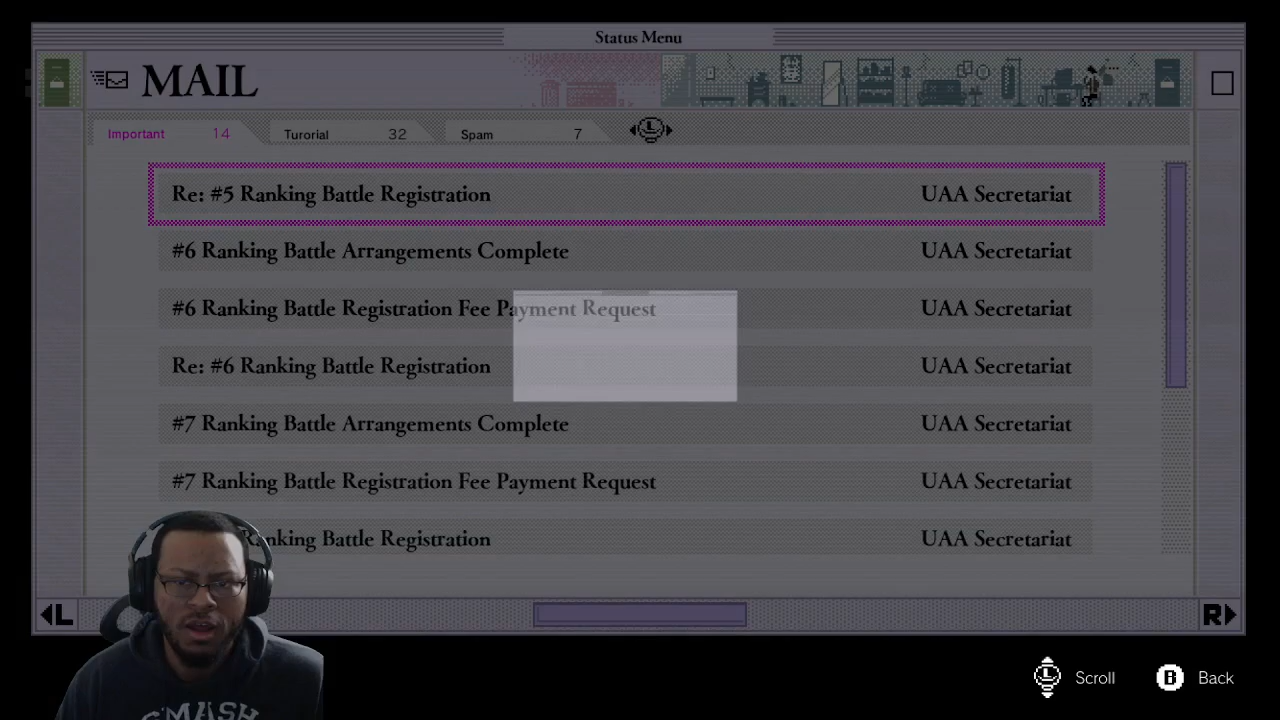 Status Menu
MAIL
Important 14 Turorial 32 Spam 7
Re: #5 Ranking Battle Registration UAA Secretariat
#6 Ranking Battle Arrangements Complete UAA Secretariat
#6 Ranking Battle Registration Fee Payment Request UAA Secretariat
Re: #6 Ranking Battle Registration UAA Secretariat
#7 Ranking Battle Arrangements Complete UAA Secretariat
#7 Ranking Battle Registration Fee Payment Request UAA Secretariat
Ranking Battle Registration UAA Secretariat
L R
L Scroll B Back
SMASH